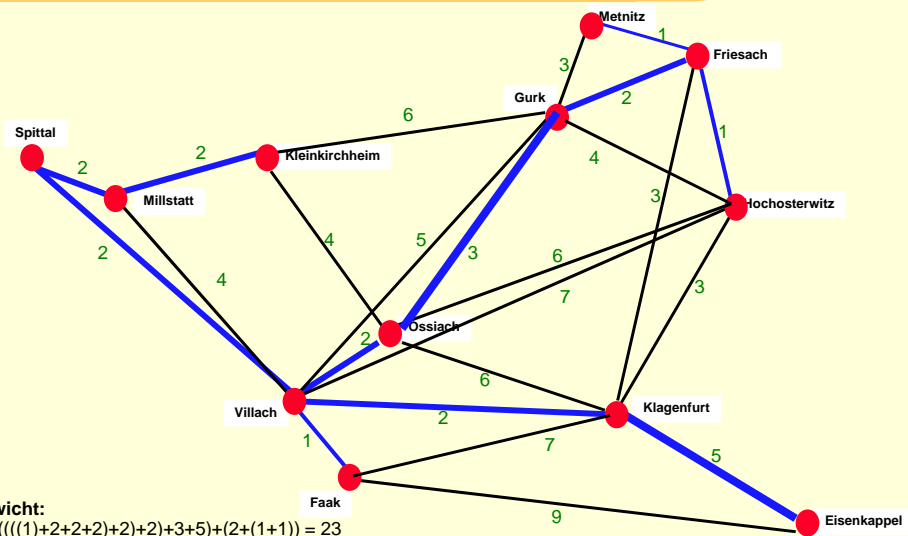 Metnitz
1
Friesach
3
Gurk
2
6
Spittal
2
2
Kleinkirchheim
1
4
Millstatt
3
Hochosterwitz
2
4
5
3
4
6
7
3
Ossiach
2
6
Villach
2
Klagenfurt
1
7
5
Faak
9
Eisenkappel
wicht:
((((1)+2+2+2)+2)+2)+3+5)+(2+(1+1)) = 23